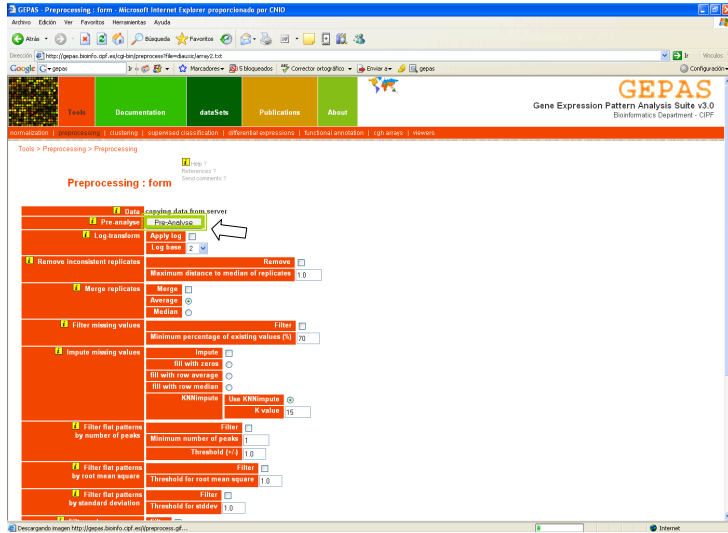 GEPAS - Preprocessing : form - Microsoft Internet Explorer proporcionado por CNIO
Archivo Edición Ver Favoritos Herramientas Ayuda
Atrás Búsqueda Favoritos
Dirección http://gepas.bioinfo.cipf.es/cgi-bin/preprocess?file=diauxic/array2.txt Ir Vínculos
Google gepas Ir Marcadores 5 bloqueados Corrector ortográfico Enviar a gepas Configuración
Tools Documentation dataSets Publications About
GEPAS
Gene Expression Pattern Analysis Suite v3.0
Bioinformatics Department - CIPF
normalization | preprocessing | clustering | supervised classification | differential expressions | functional annotation | cgh arrays | viewers
Tools > Preprocessing > Preprocessing
i Help ?
References ?
Send comments ?
Preprocessing : form
i Data copying data from server
i Pre-analyse Pre-Analyse
i Log-transform Apply log
Log base 2
i Remove inconsistent replicates Remove
Maximum distance to median of replicates 1.0
i Merge replicates Merge
Average
Median
i Filter missing values Filter
Minimum percentage of existing values (%) 70
i Impute missing values Impute
fill with zeros
fill with row average
fill with row median
KNNimpute Use KNNimpute
K value 15
i Filter flat patterns Filter
by number of peaks Minimum number of peaks 1
Threshold (+/-) 1.0
i Filter flat patterns Filter
by root mean square Threshold for root mean square 1.0
i Filter flat patterns Filter
by standard deviation Threshold for stddev 1.0
Descargando imagen http://gepas.bioinfo.cipf.es/i/preprocess.gif... Internet